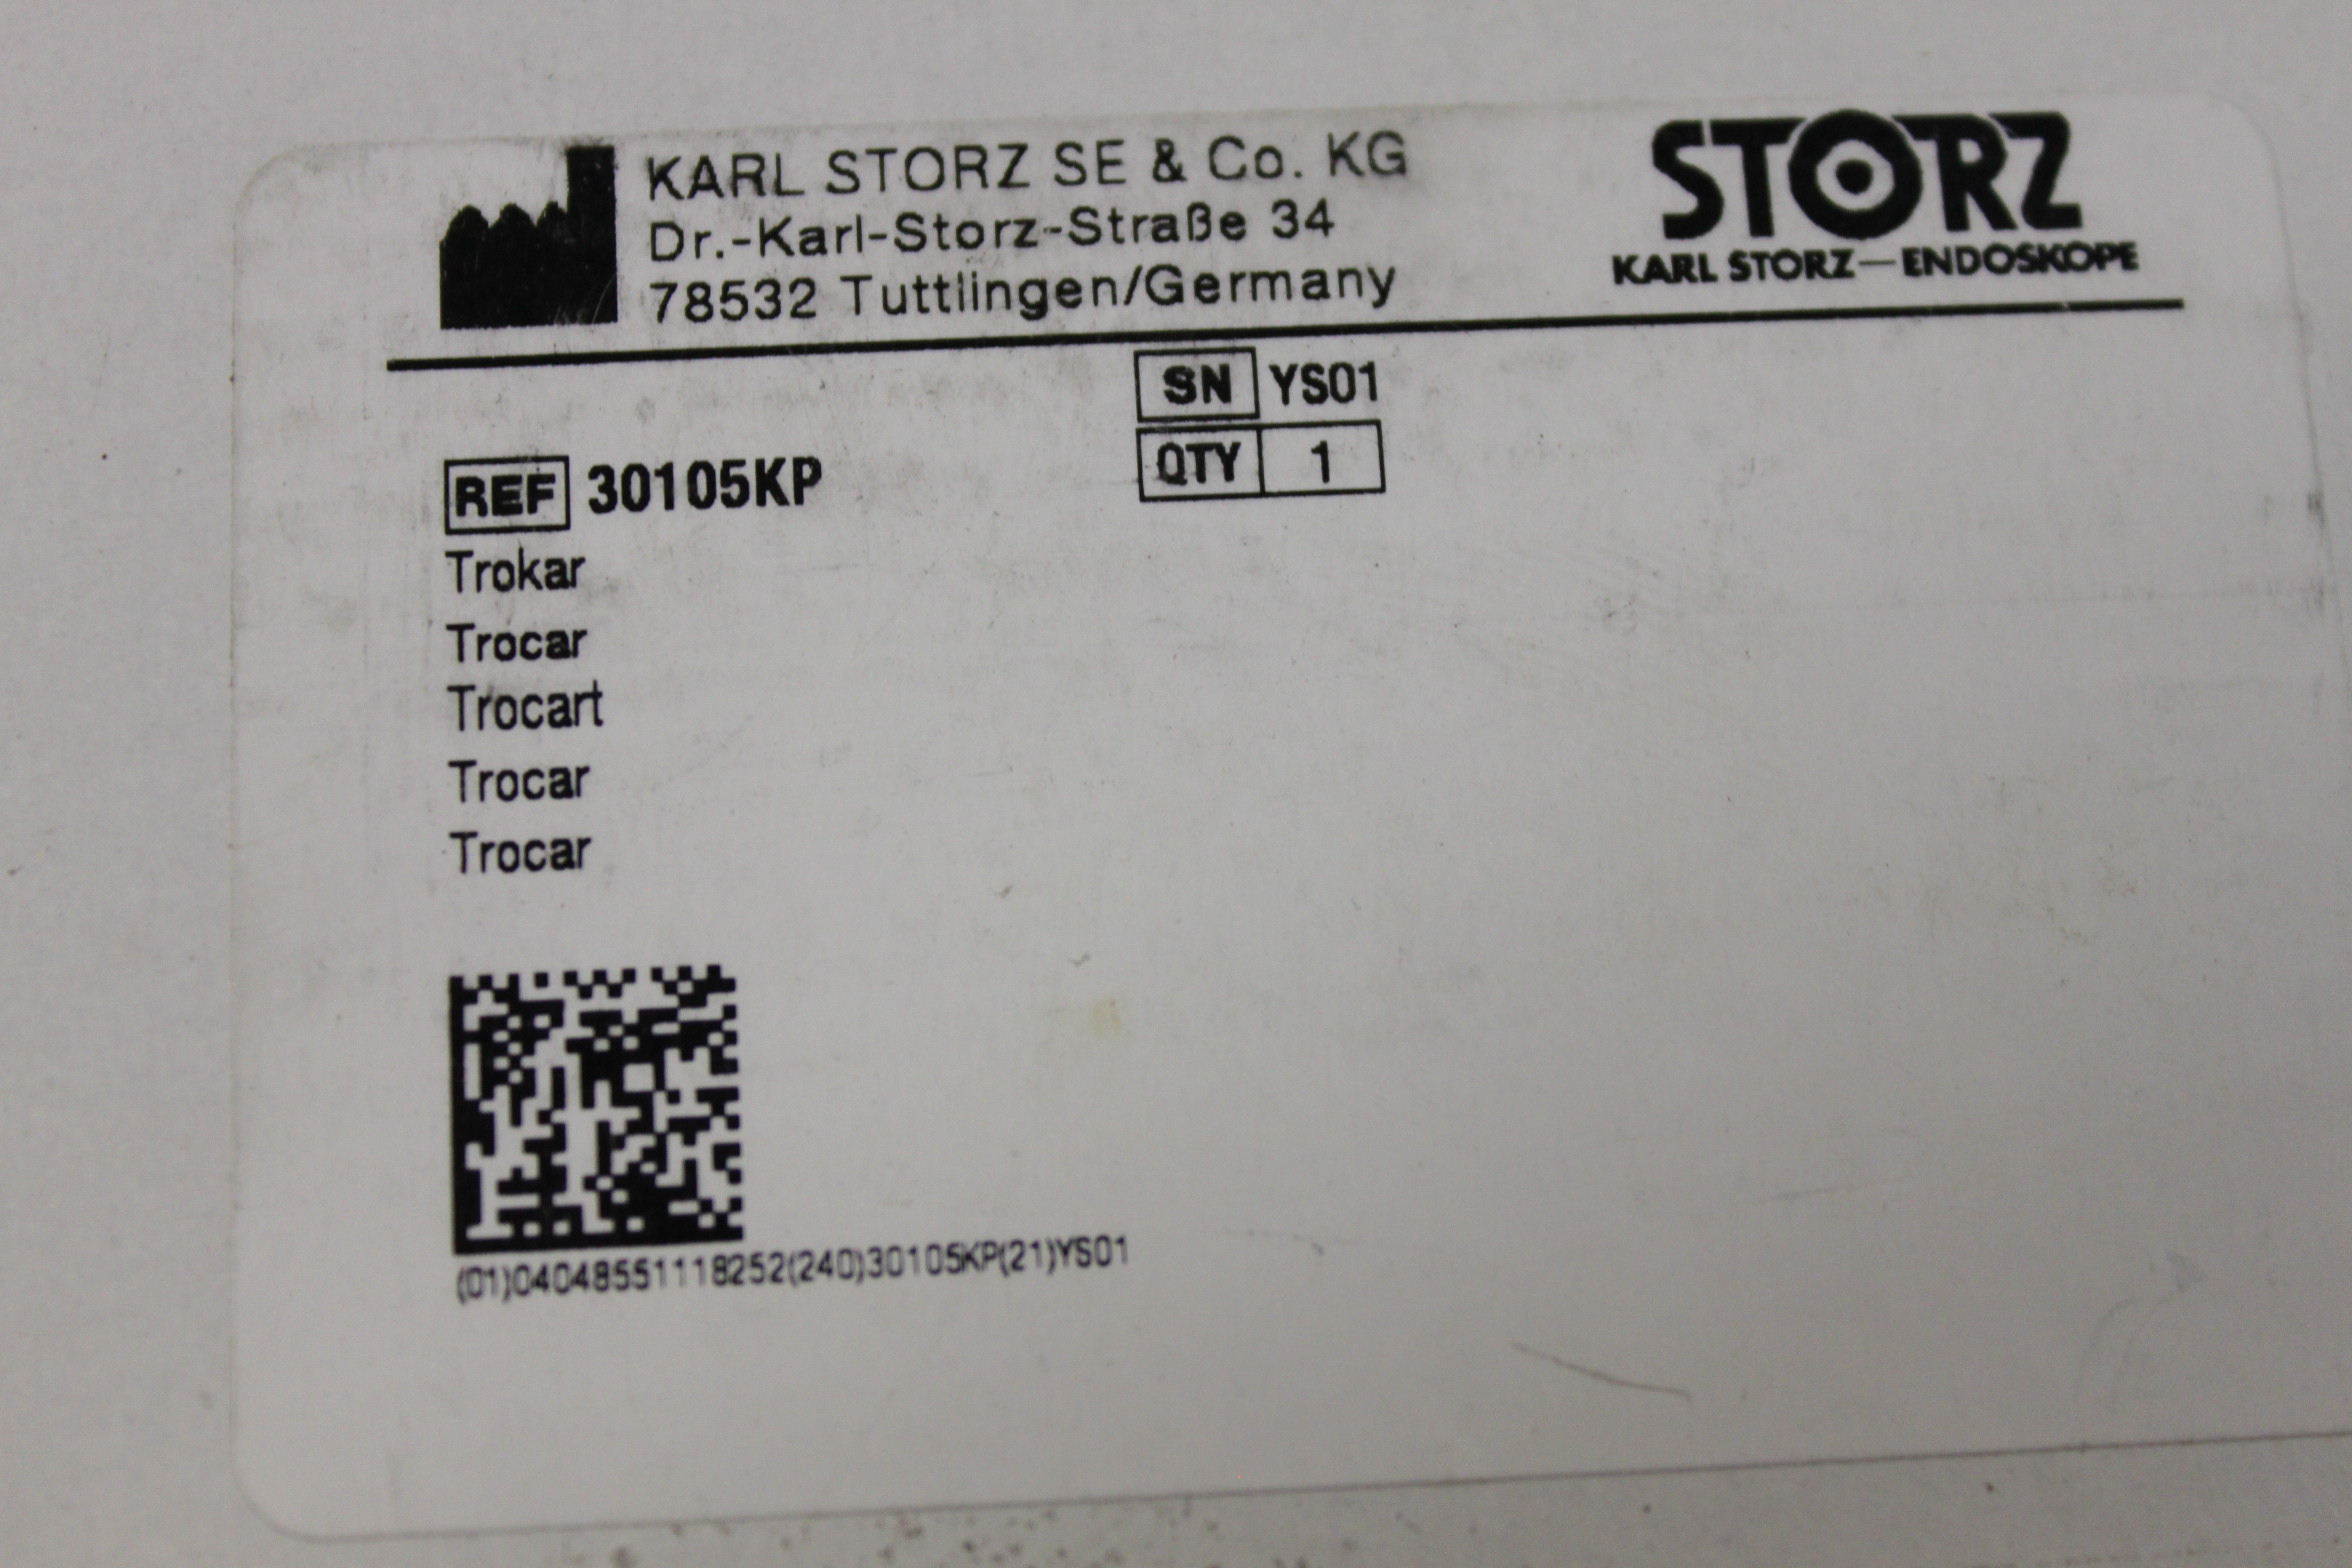 KARL STORZ SE & Co. KG
Dr.-Karl-Storz-Straße 34
78532 Tuttlingen/Germany
STORZ
KARL STORZ—ENDOSKOPE
SN YS01
QTY 1
REF 30105KP
Trokar
Trocar
Trocart
Trocar
Trocar
(01)04048551118252(240)30105KP(21)YS01